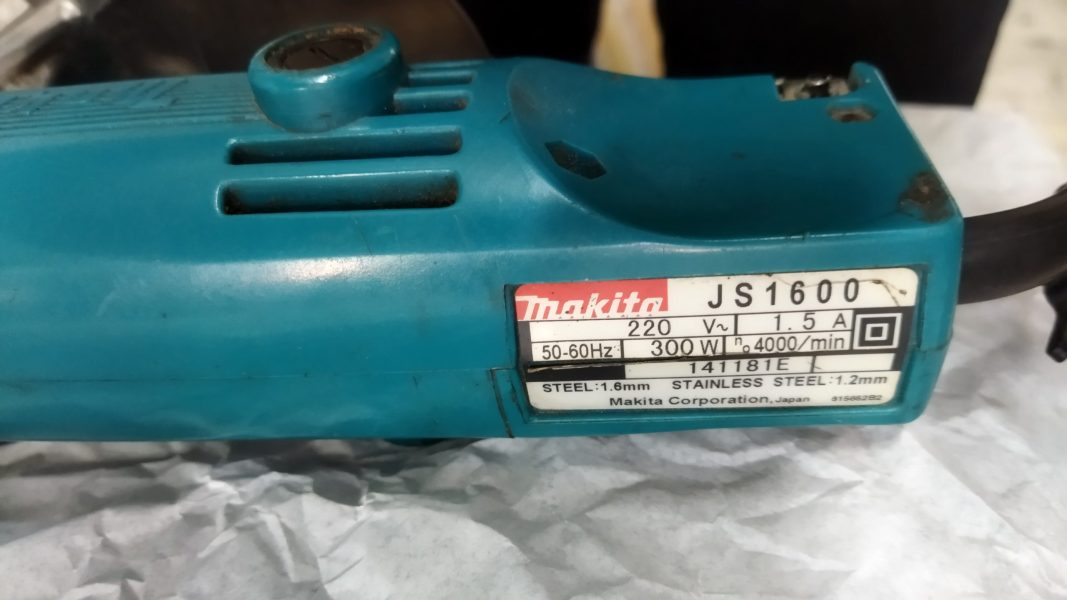 makita JS1600
220 V~ 1.5 A
50-60Hz 300 W n₀ 4000/min
141181E
STEEL:1.6mm STAINLESS STEEL:1.2mm
Makita Corporation, Japan 815662B2